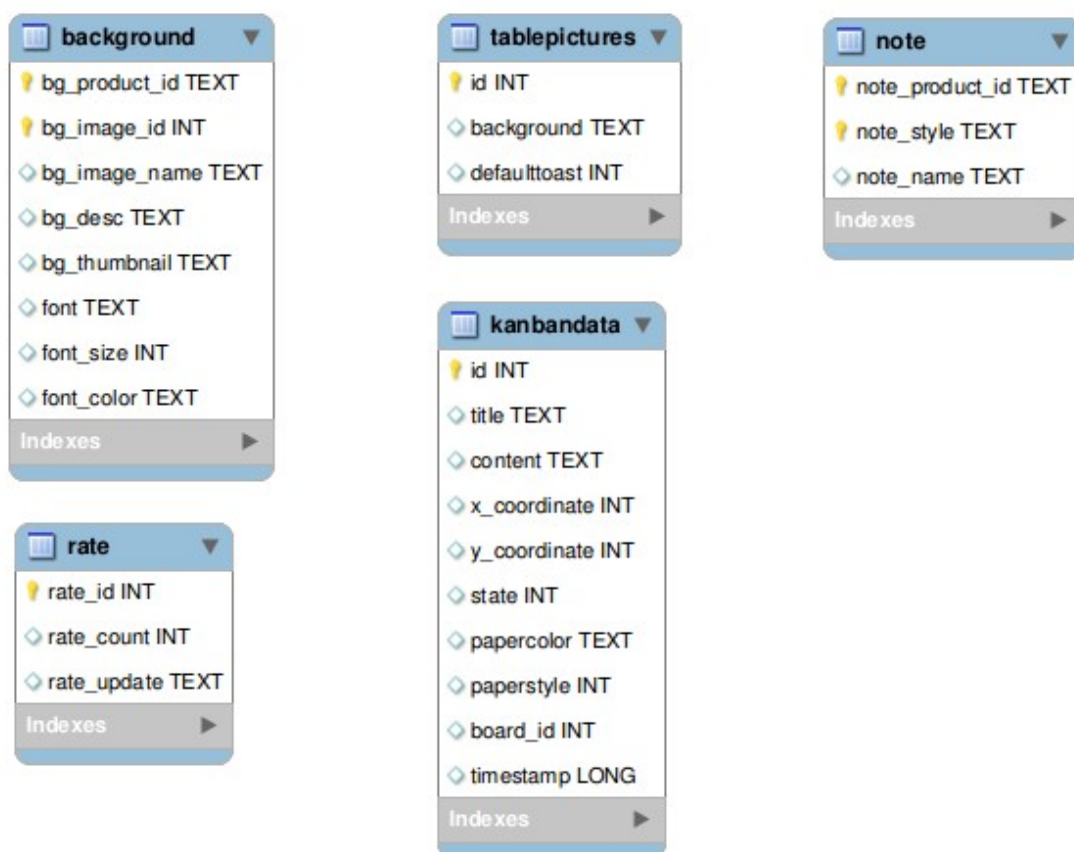 background
bg_product_id TEXT
bg_image_id INT
bg_image_name TEXT
bg_desc TEXT
bg_thumbnail TEXT
font TEXT
font_size INT
font_color TEXT
Indexes
rate
rate_id INT
rate_count INT
rate_update TEXT
Indexes
tablepictures
id INT
background TEXT
defaulttoast INT
Indexes
kanbandata
id INT
title TEXT
content TEXT
x_coordinate INT
y_coordinate INT
state INT
papercolor TEXT
paperstyle INT
board_id INT
timestamp LONG
Indexes
note
note_product_id TEXT
note_style TEXT
note_name TEXT
Indexes